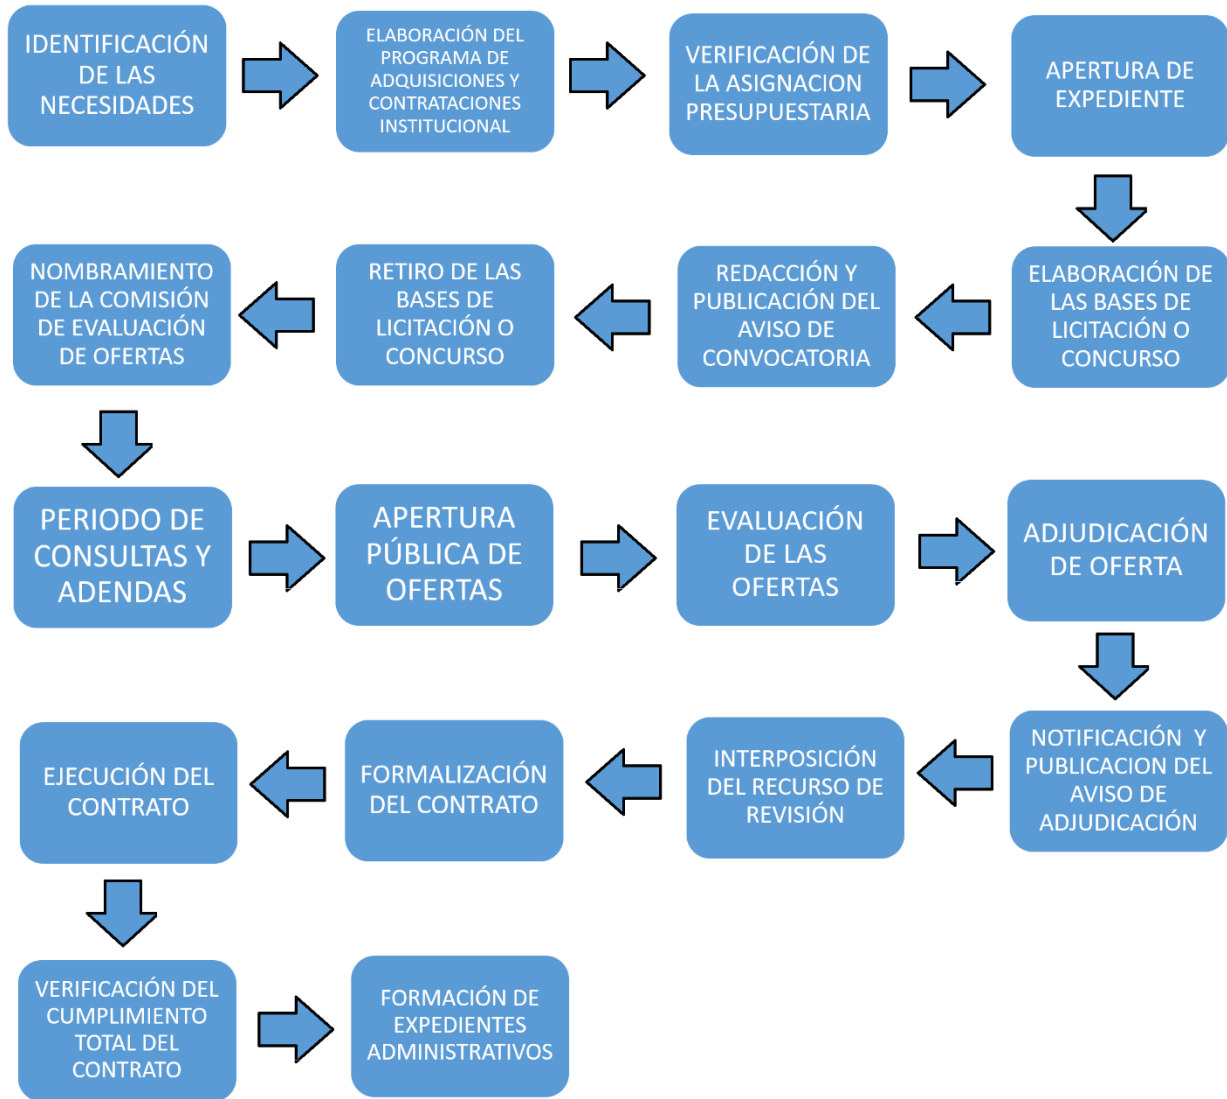 IDENTIFICACIÓN
DE LAS
NECESIDADES
ELABORACIÓN DEL
PROGRAMA DE
ADQUISICIONES Y
CONTRATACIONES
INSTITUCIONAL
VERIFICACIÓN DE
LA ASIGNACION
PRESUPUESTARIA
APERTURA DE
EXPEDIENTE
ELABORACIÓN DE
LAS BASES DE
LICITACIÓN O
CONCURSO
REDACCIÓN Y
PUBLICACIÓN DEL
AVISO DE
CONVOCATORIA
RETIRO DE LAS
BASES DE
LICITACIÓN O
CONCURSO
NOMBRAMIENTO
DE LA COMISIÓN
DE EVALUACIÓN
DE OFERTAS
PERIODO DE
CONSULTAS Y
ADENDAS
APERTURA
PÚBLICA DE
OFERTAS
EVALUACIÓN
DE LAS
OFERTAS
ADJUDICACIÓN
DE OFERTA
NOTIFICACIÓN Y
PUBLICACION DEL
AVISO DE
ADJUDICACIÓN
INTERPOSICIÓN
DEL RECURSO DE
REVISIÓN
FORMALIZACIÓN
DEL CONTRATO
EJECUCIÓN DEL
CONTRATO
VERIFICACIÓN DEL
CUMPLIMIENTO
TOTAL DEL
CONTRATO
FORMACIÓN DE
EXPEDIENTES
ADMINISTRATIVOS